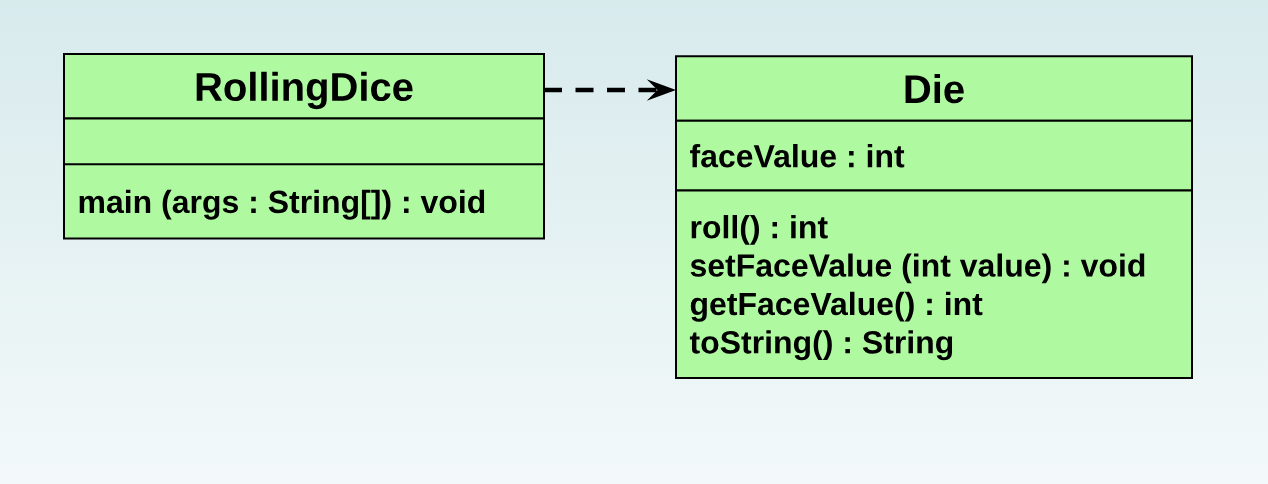 RollingDice
main (args : String[]) : void
Die
faceValue : int
roll() : int
setFaceValue (int value) : void
getFaceValue() : int
toString() : String